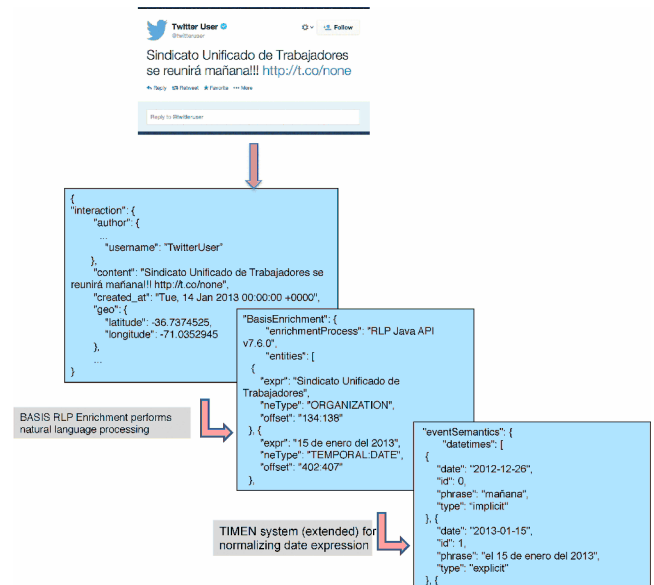 Twitter User
@twitteruser
Follow
Sindicato Unificado de Trabajadores
se reunirá mañana!!! http://t.co/none
Reply Retweet Favorite ••• More
Reply to @twitteruser
{
"interaction": {
"author": {
...
"username": "TwitterUser"
},
"content": "Sindicato Unificado de Trabajadores se
reunirá mañana!!! http://t.co/none",
"created_at": "Tue, 14 Jan 2013 00:00:00 +0000",
"geo": {
"latitude": -36.7374525,
"longitude": -71.0352945
},
...
}
"BasisEnrichment": {
"enrichmentProcess": "RLP Java API
v7.6.0",
"entities": [
{
"expr": "Sindicato Unificado de
Trabajadores",
"neType": "ORGANIZATION",
"offset": "134:138"
}, {
"expr": "15 de enero del 2013",
"neType": "TEMPORAL:DATE",
"offset": "402:407"
},
BASIS RLP Enrichment performs
natural language processing
"eventSemantics": {
"datetimes": [
{
"date": "2012-12-26",
"id": 0,
"phrase": "mañana",
"type": "implicit"
}, {
"date": "2013-01-15",
"id": 1,
"phrase": "el 15 de enero del 2013",
"type": "explicit"
}, {
TIMEN system (extended) for
normalizing date expression